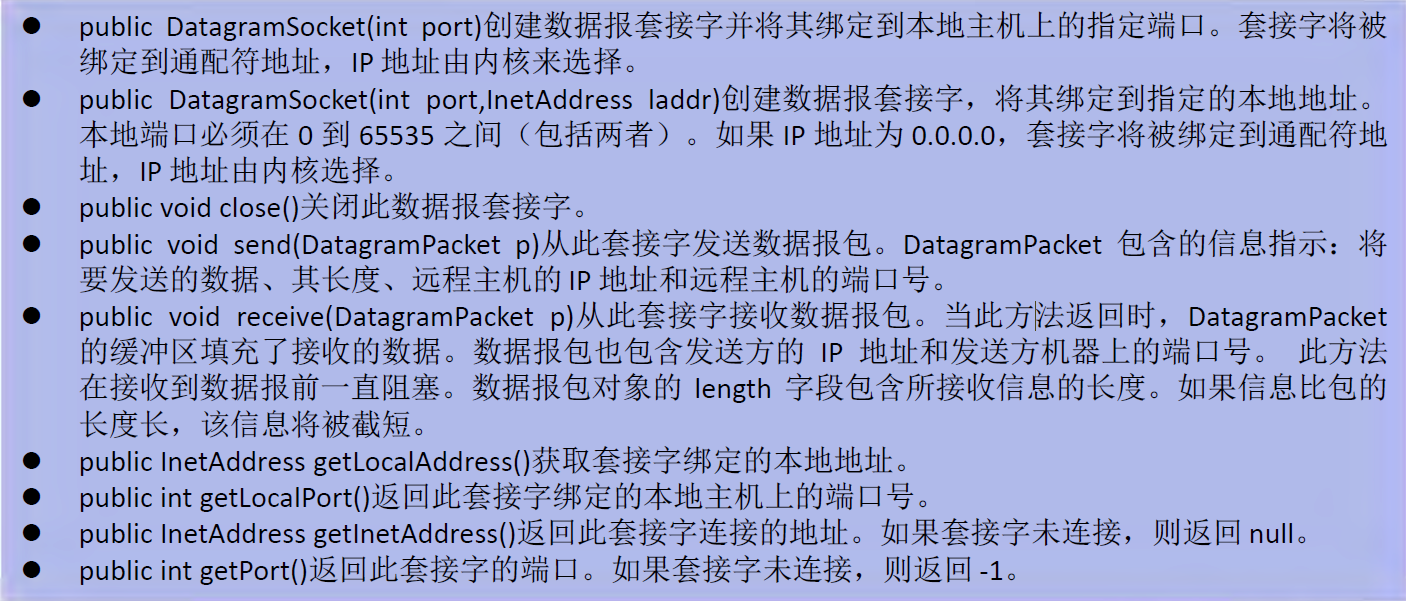 ● public DatagramSocket(int port)创建数据报套接字并将其绑定到本地主机上的指定端口。套接字将被
绑定到通配符地址，IP 地址由内核来选择。
● public DatagramSocket(int port,InetAddress laddr)创建数据报套接字，将其绑定到指定的本地地址。
本地端口必须在 0 到 65535 之间（包括两者）。如果 IP 地址为 0.0.0.0，套接字将被绑定到通配符地
址，IP 地址由内核选择。
● public void close()关闭此数据报套接字。
● public void send(DatagramPacket p)从此套接字发送数据报包。DatagramPacket 包含的信息指示：将
要发送的数据、其长度、远程主机的 IP 地址和远程主机的端口号。
● public void receive(DatagramPacket p)从此套接字接收数据报包。当此方法返回时，DatagramPacket
的缓冲区填充了接收的数据。数据报包也包含发送方的 IP 地址和发送方机器上的端口号。 此方法
在接收到数据报前一直阻塞。数据报包对象的 length 字段包含所接收信息的长度。如果信息比包的
长度长，该信息将被截短。
● public InetAddress getLocalAddress()获取套接字绑定的本地地址。
● public int getLocalPort()返回此套接字绑定的本地主机上的端口号。
● public InetAddress getInetAddress()返回此套接字连接的地址。如果套接字未连接，则返回 null。
● public int getPort()返回此套接字的端口。如果套接字未连接，则返回 -1。